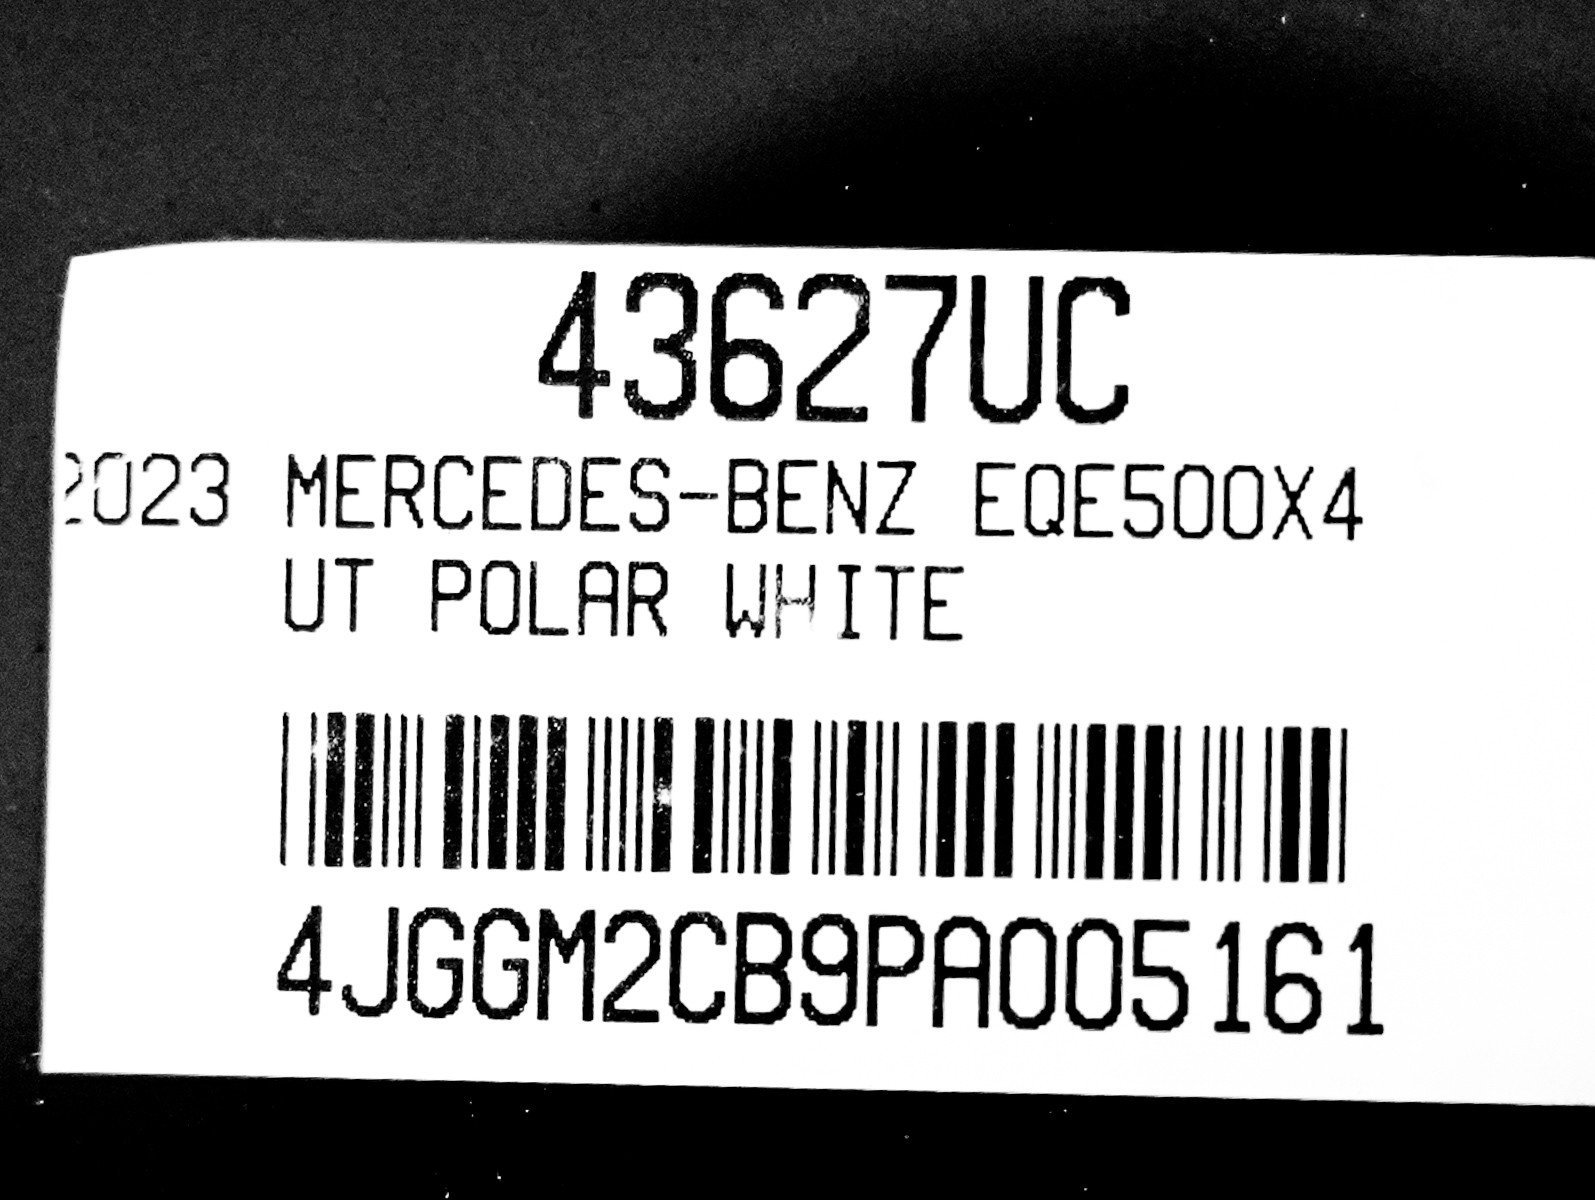 43627UC
2023 MERCEDES-BENZ EQE500X4
UT POLAR WHITE
4JGGM2CB9PA005161